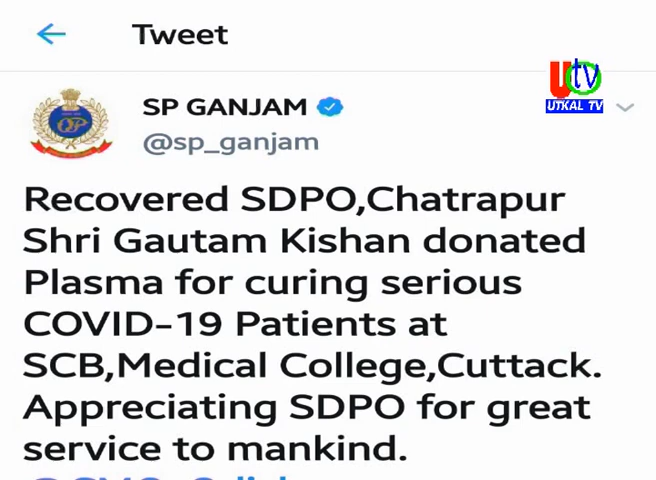 Tweet
SP GANJAM
@sp_ganjam
UTV
UTKAL TV
OP
Recovered SDPO,Chatrapur
Shri Gautam Kishan donated
Plasma for curing serious
COVID-19 Patients at
SCB,Medical College,Cuttack.
Appreciating SDPO for great
service to mankind.